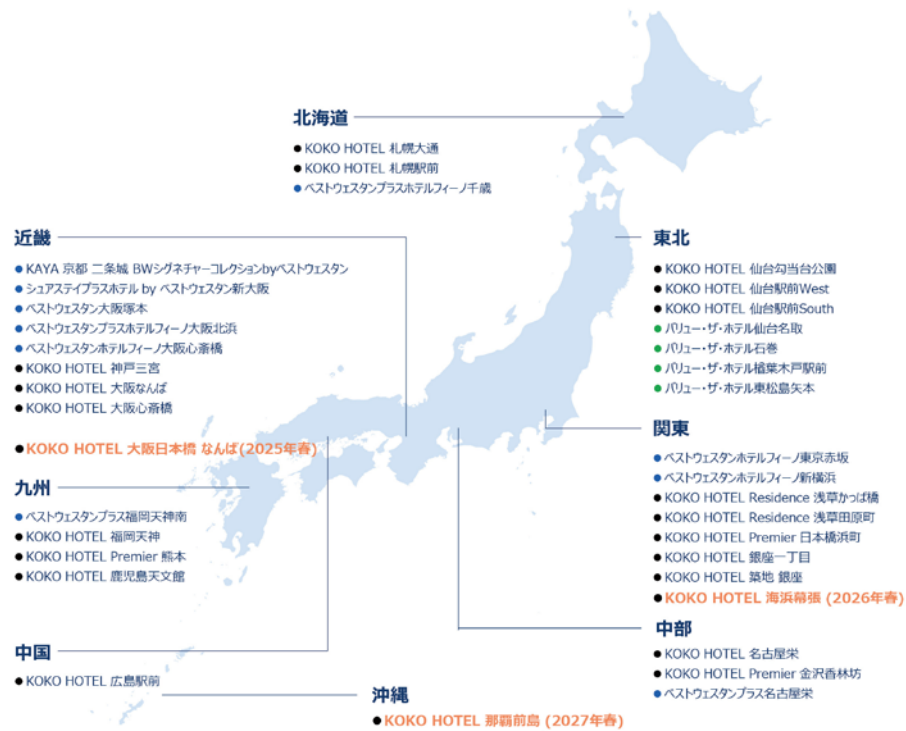 北海道
● KOKO HOTEL 札幌大通
● KOKO HOTEL 札幌駅前
● ベストウェスタンプラスホテルフィーノ千歳
近畿
● KAYA 京都 二条城 BWシグネチャーコレクションbyベストウェスタン
● シュアステイプラスホテル by ベストウェスタン新大阪
● ベストウェスタン大阪塚本
● ベストウェスタンプラスホテルフィーノ大阪北浜
● ベストウェスタンホテルフィーノ大阪心斎橋
● KOKO HOTEL 神戸三宮
● KOKO HOTEL 大阪なんば
● KOKO HOTEL 大阪心斎橋
● KOKO HOTEL 大阪日本橋 なんば(2025年春)
東北
● KOKO HOTEL 仙台勾当台公園
● KOKO HOTEL 仙台駅前West
● KOKO HOTEL 仙台駅前South
● バリュー・ザ・ホテル仙台名取
● バリュー・ザ・ホテル石巻
● バリュー・ザ・ホテル楢葉木戸駅前
● バリュー・ザ・ホテル東松島矢本
関東
● ベストウェスタンホテルフィーノ東京赤坂
● ベストウェスタンホテルフィーノ新横浜
● KOKO HOTEL Residence 浅草かっぱ橋
● KOKO HOTEL Residence 浅草田原町
● KOKO HOTEL Premier 日本橋浜町
● KOKO HOTEL 銀座一丁目
● KOKO HOTEL 築地 銀座
● KOKO HOTEL 海浜幕張 (2026年春)
九州
● ベストウェスタンプラス福岡天神南
● KOKO HOTEL 福岡天神
● KOKO HOTEL Premier 熊本
● KOKO HOTEL 鹿児島天文館
中部
● KOKO HOTEL 名古屋栄
● KOKO HOTEL Premier 金沢香林坊
● ベストウェスタンプラス名古屋栄
中国
● KOKO HOTEL 広島駅前
沖縄
● KOKO HOTEL 那覇前島 (2027年春)